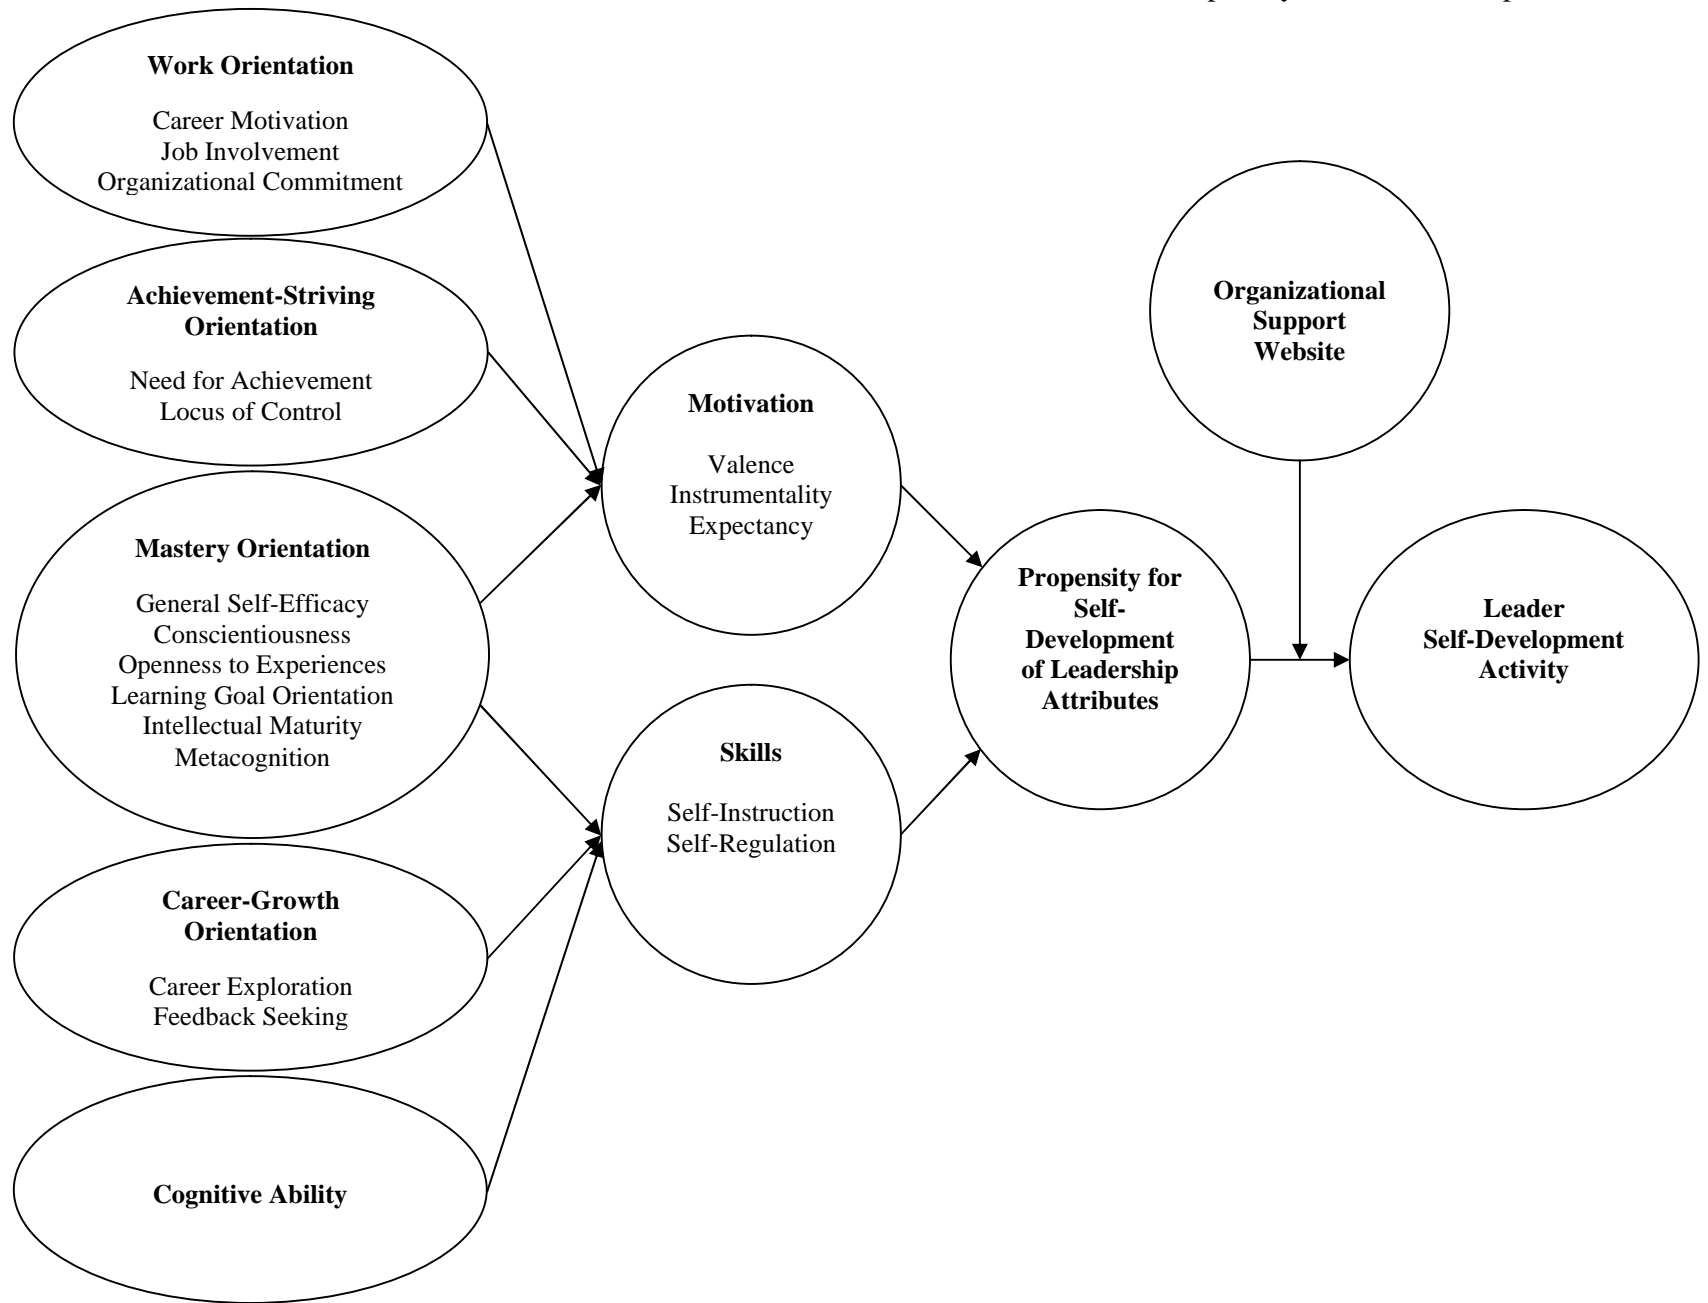 Work Orientation
Career Motivation
Job Involvement
Organizational Commitment
Achievement-Striving
Orientation
Need for Achievement
Locus of Control
Mastery Orientation
General Self-Efficacy
Conscientiousness
Openness to Experiences
Learning Goal Orientation
Intellectual Maturity
Metacognition
Career-Growth
Orientation
Career Exploration
Feedback Seeking
Cognitive Ability
Motivation
Valence
Instrumentality
Expectancy
Skills
Self-Instruction
Self-Regulation
Propensity for
Self-
Development
of Leadership
Attributes
Organizational
Support
Website
Leader
Self-Development
Activity